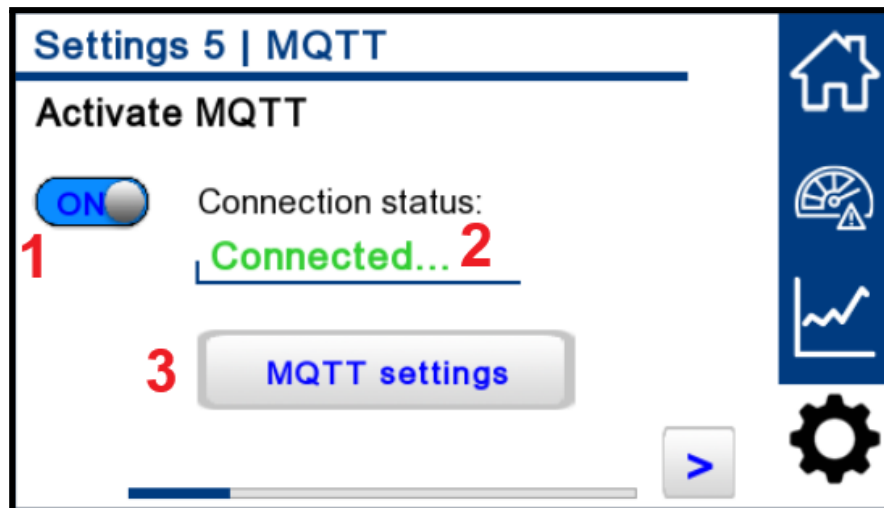 Settings 5 | MQTT
Activate MQTT
ON
Connection status:
1
Connected... 2
3 MQTT settings
>